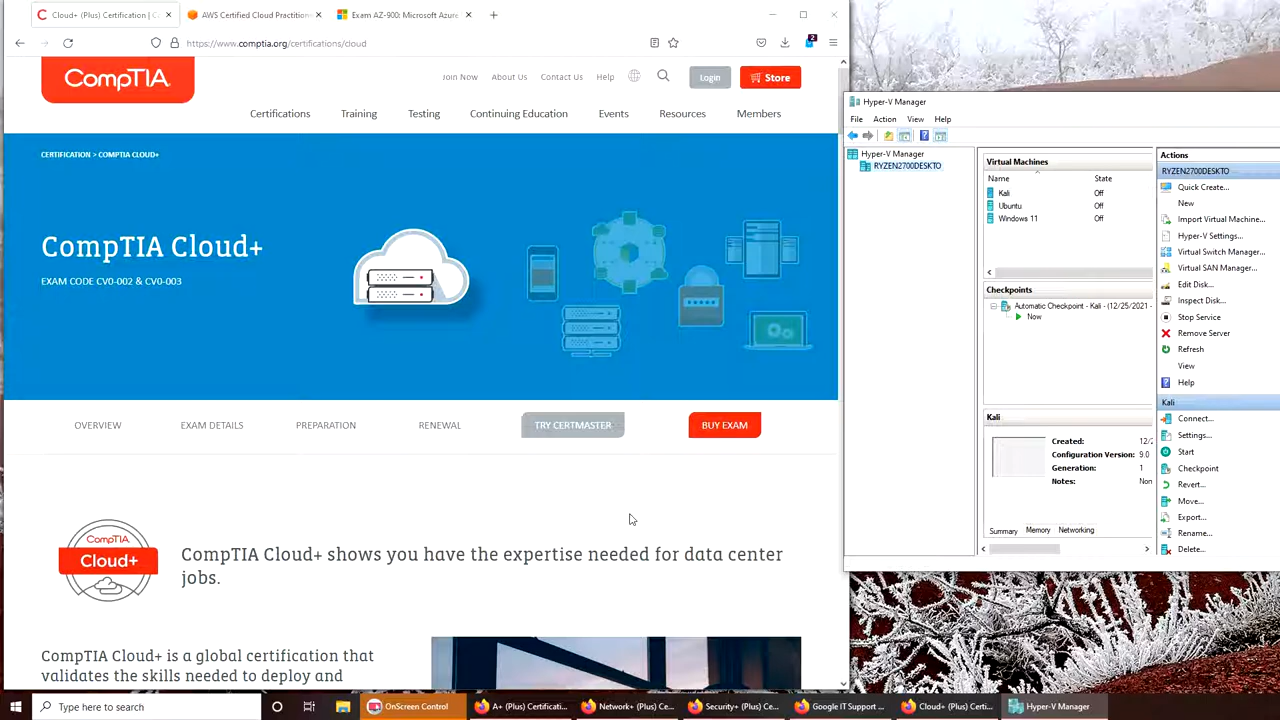 Cloud+ (Plus) Certification | C
AWS Certified Cloud Practition
Exam AZ-900: Microsoft Azure
https://www.comptia.org/certifications/cloud
2
CompTIA
Join Now
About Us
Contact Us
Help
Login
Store
Certifications
Training
Testing
Continuing Education
Events
Resources
Members
CERTIFICATION > COMPTIA CLOUD+
CompTIA Cloud+
EXAM CODE CV0-002 & CV0-003
OVERVIEW
EXAM DETAILS
PREPARATION
RENEWAL
TRY CERTMASTER
BUY EXAM
CompTIA
Cloud+
CompTIA Cloud+ shows you have the expertise needed for data center
jobs.
CompTIA Cloud+ is a global certification that
validates the skills needed to deploy and
Hyper-V Manager
File Action View Help
Hyper-V Manager
RYZEN2700DESKTO
Virtual Machines
Name State
Kali Off
Ubuntu Off
Windows 11 Off
Checkpoints
Automatic Checkpoint - Kali - (12/25/2021 -
Now
Kali
Created: 12/2
Configuration Version: 9.0
Generation: 1
Notes: Non
Summary Memory Networking
Actions
RYZEN2700DESKTO
Quick Create...
New
Import Virtual Machine...
Hyper-V Settings...
Virtual Switch Manager...
Virtual SAN Manager...
Edit Disk...
Inspect Disk...
Stop Service
Remove Server
Refresh
View
Help
Kali
Connect...
Settings...
Start
Checkpoint
Revert...
Move...
Export...
Rename...
Delete...
Type here to search
OnScreen Control
A+ (Plus) Certificati...
Network+ (Plus) Ce...
Security+ (Plus) Ce...
Google IT Support ...
Cloud+ (Plus) Certi...
Hyper-V Manager